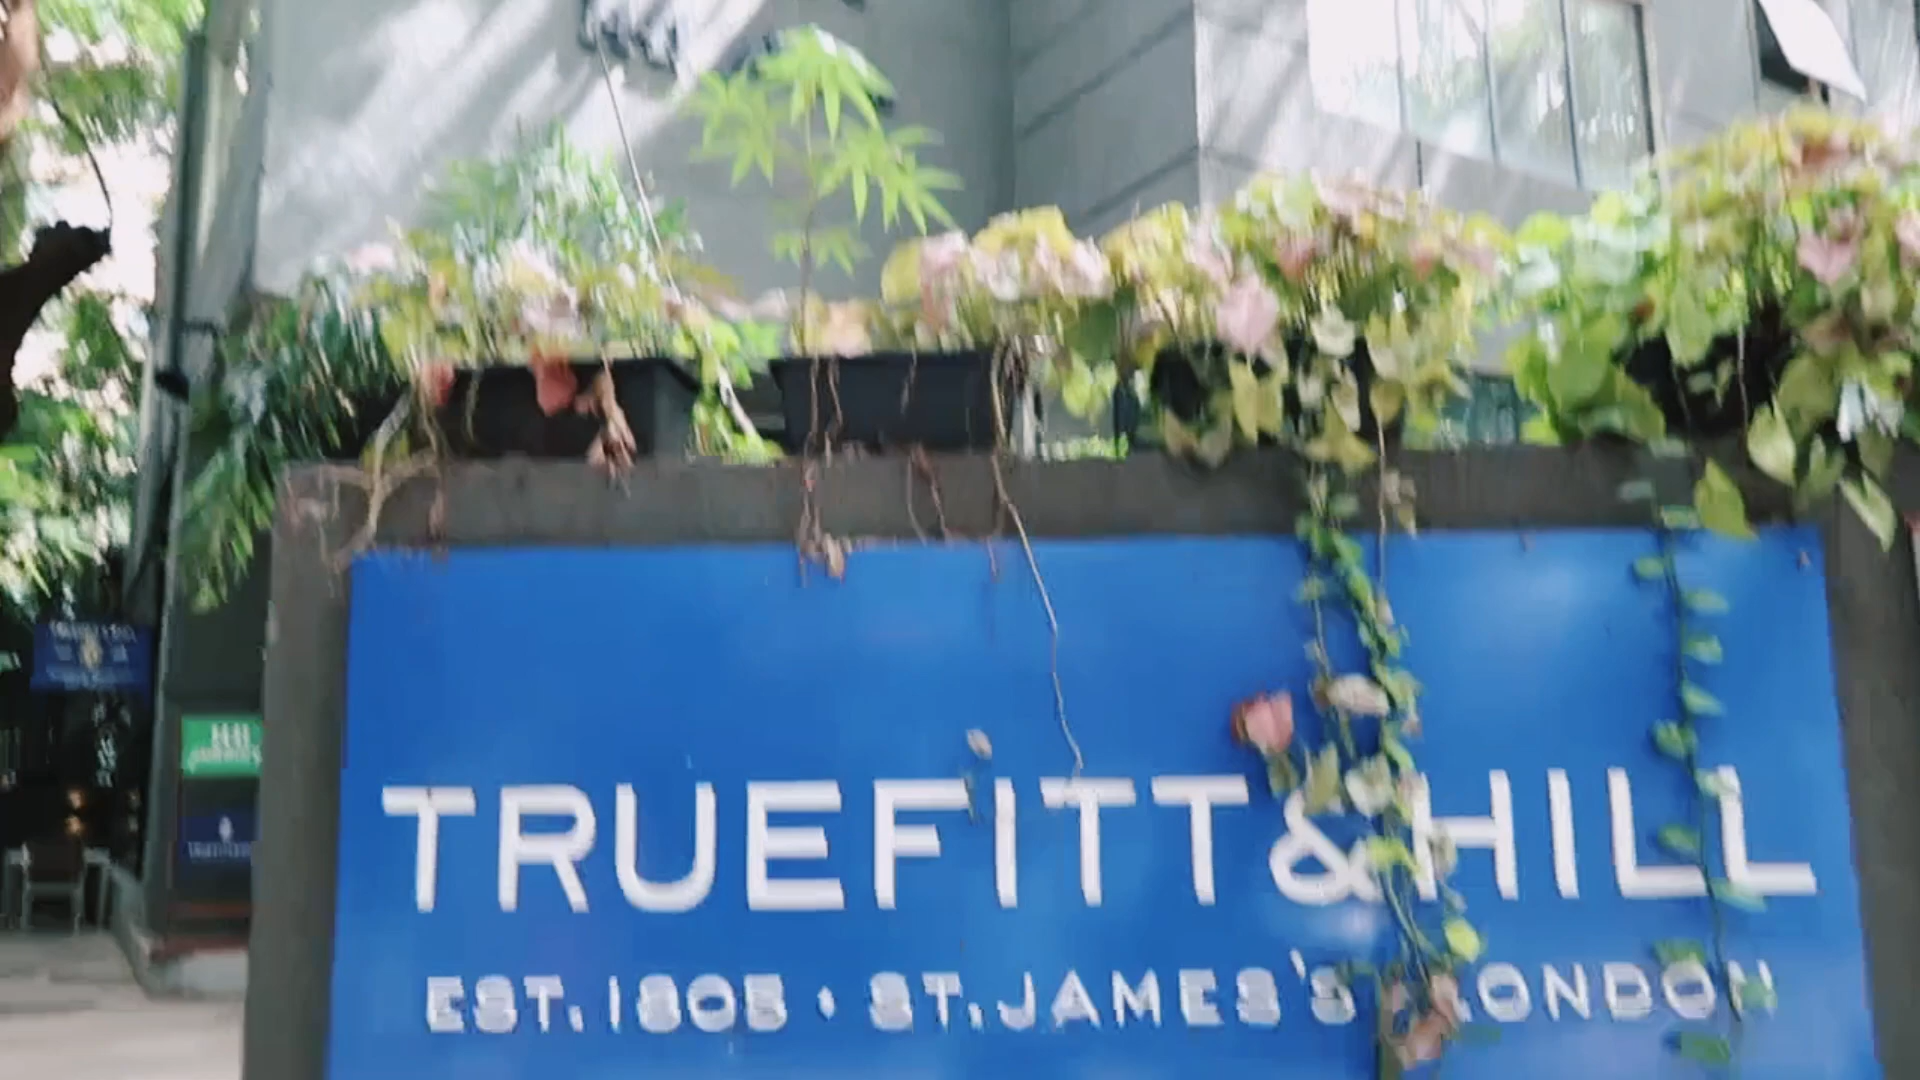 TRUEFITT & HILL
EST. 1805 • ST. JAMES'S LONDON